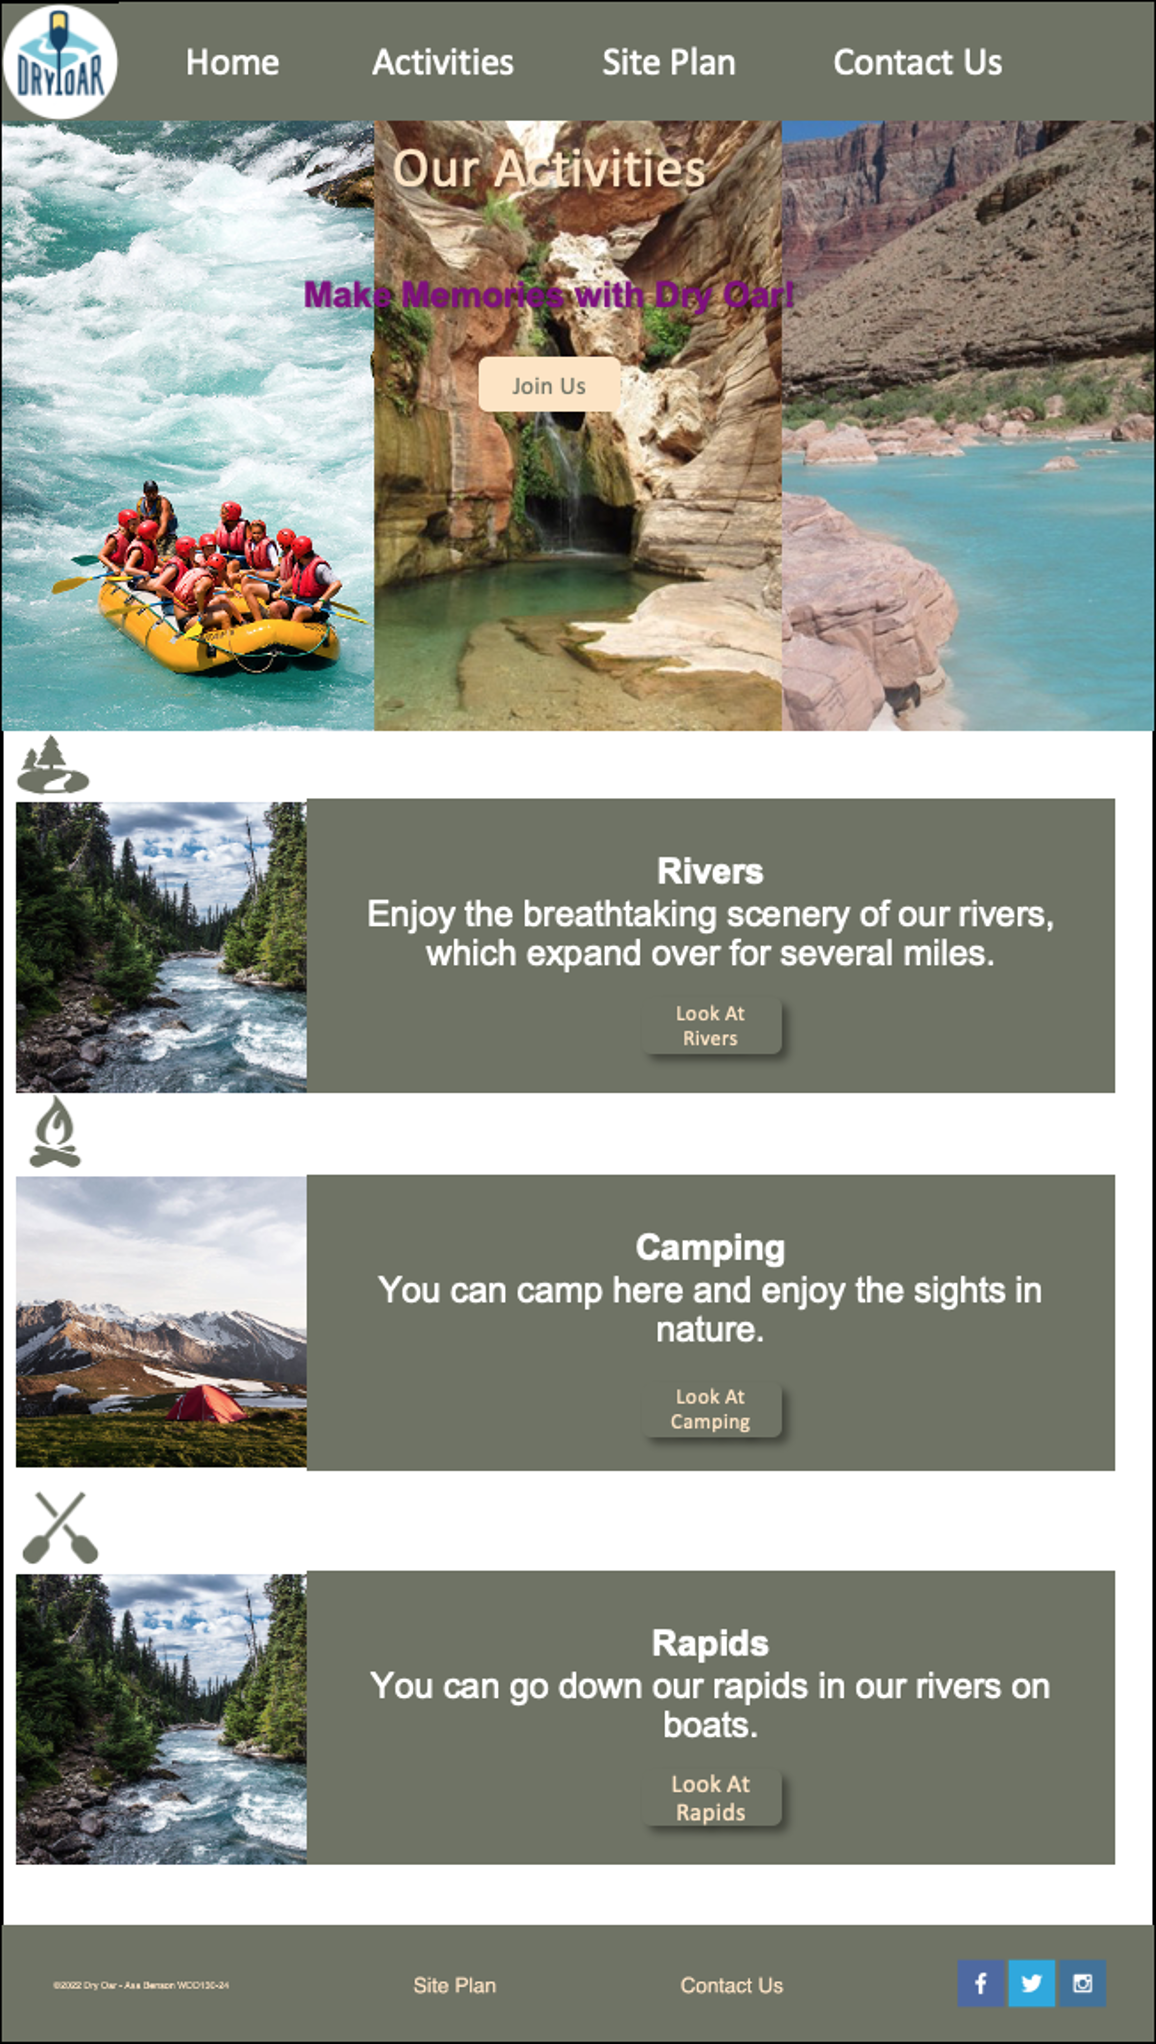 DRY OAR
Home Activities Site Plan Contact Us
Our Activities
Make Memories with Dry Oar!
Join Us
Rivers
Enjoy the breathtaking scenery of our rivers,
which expand over for several miles.
Look At
Rivers
Camping
You can camp here and enjoy the sights in
nature.
Look At
Camping
Rapids
You can go down our rapids in our rivers on
boats.
Look At
Rapids
©2022 Dry Oar - Asa Benson WDD130-24 Site Plan Contact Us